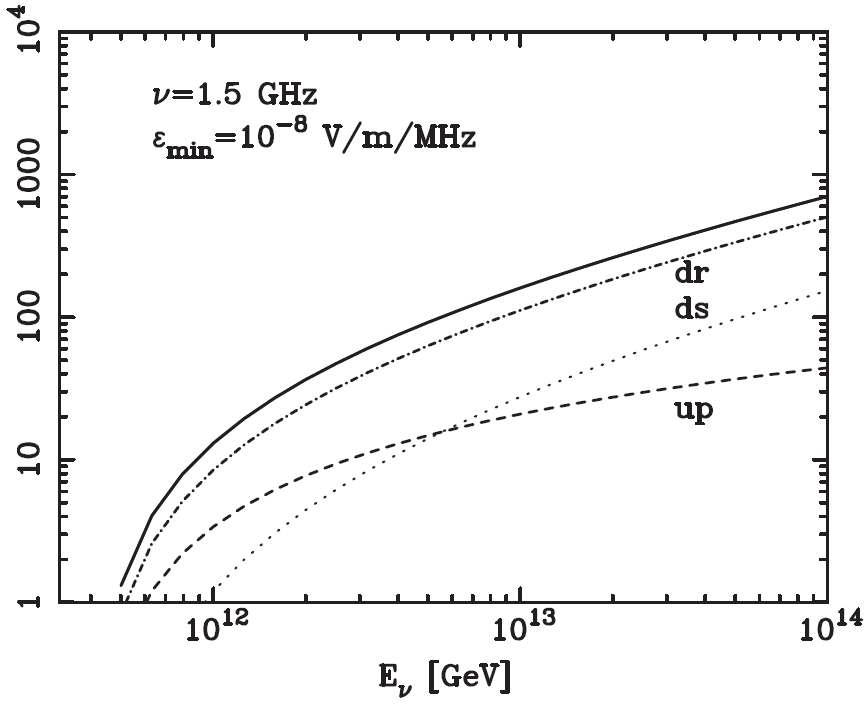 10⁴
ν=1.5 GHz
ε_min=10⁻⁸ V/m/MHz
1000
dr
ds
100
up
10
1
10¹² 10¹³ 10¹⁴
E_ν [GeV]